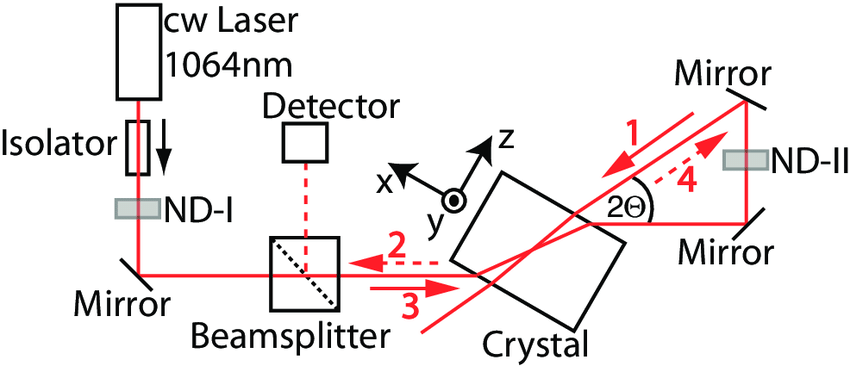 cw Laser
1064nm
Isolator
ND-I
Mirror
Detector
Beamsplitter
2
3
x
y
z
Crystal
1
4
2Θ
Mirror
ND-II
Mirror